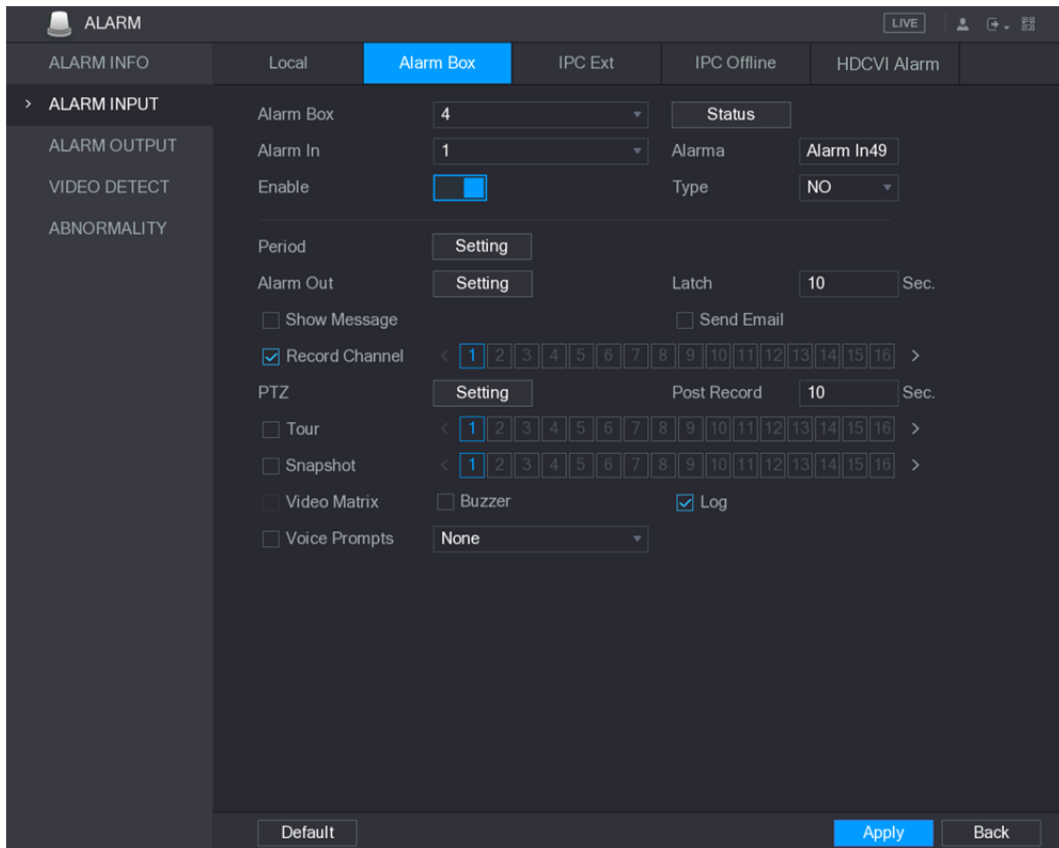 ALARM LIVE
ALARM INFO Local Alarm Box IPC Ext IPC Offline HDCVI Alarm
> ALARM INPUT Alarm Box 4 Status
Alarm In 1 Alarma Alarm In49
ALARM OUTPUT
VIDEO DETECT Enable Type NO
ABNORMALITY
Period Setting
Alarm Out Setting Latch 10 Sec.
Show Message Send Email
Record Channel < 1 2 3 4 5 6 7 8 9 10 11 12 13 14 15 16 >
PTZ Setting Post Record 10 Sec.
Tour < 1 2 3 4 5 6 7 8 9 10 11 12 13 14 15 16 >
Snapshot < 1 2 3 4 5 6 7 8 9 10 11 12 13 14 15 16 >
Video Matrix Buzzer Log
Voice Prompts None
Default Apply Back